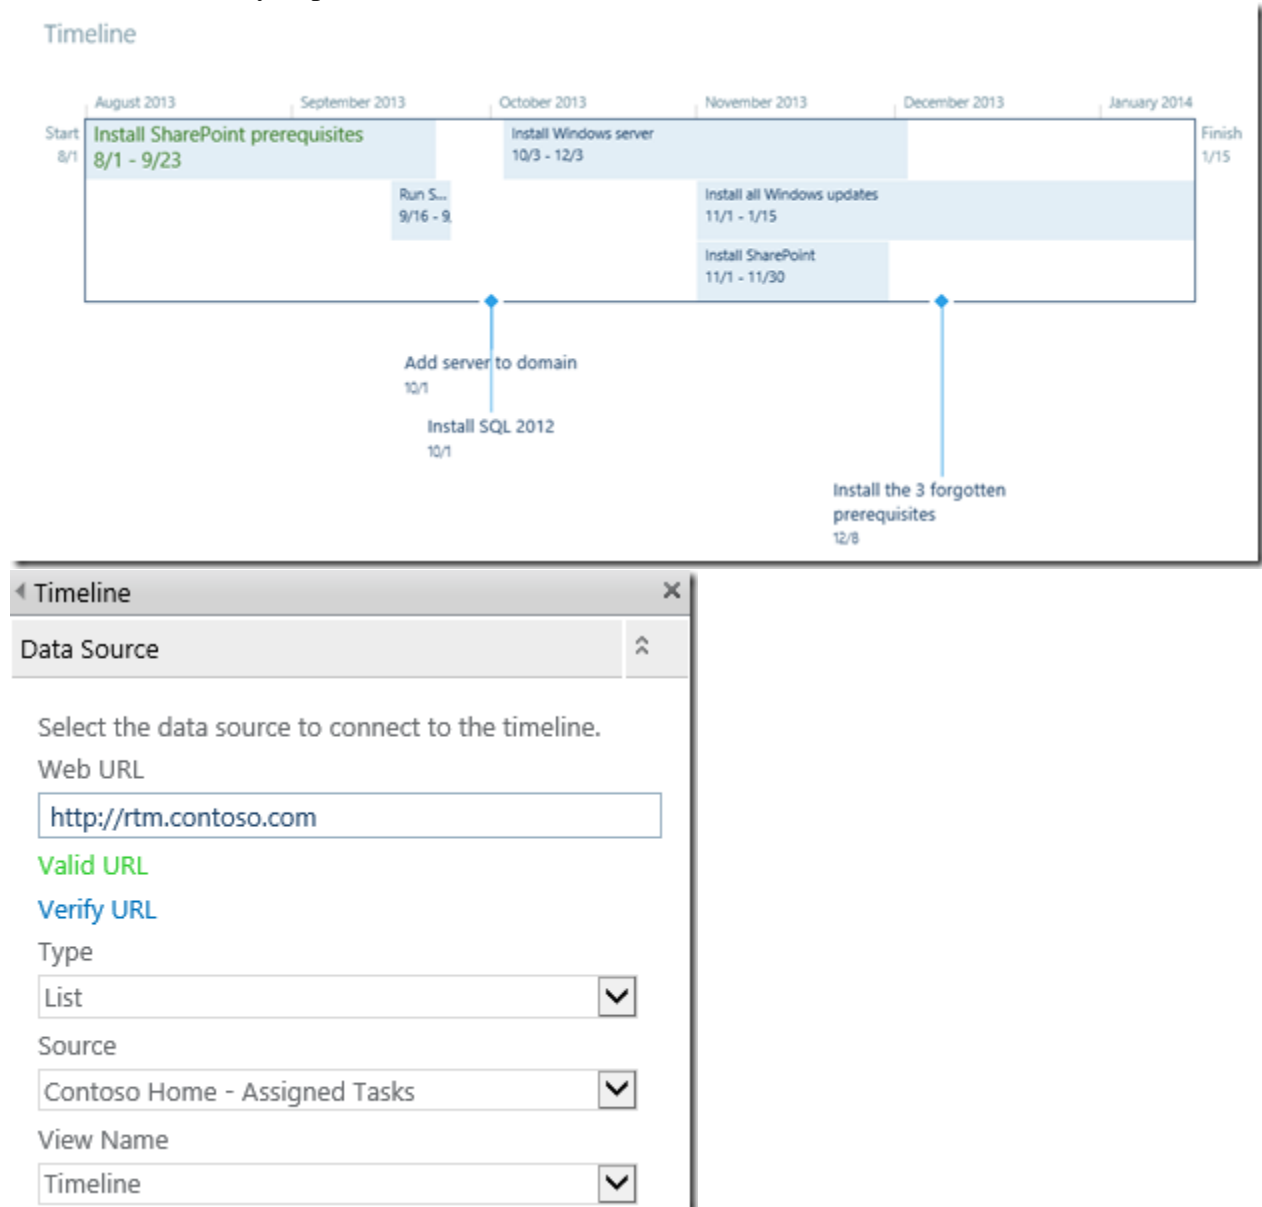 Timeline
August 2013 September 2013 October 2013 November 2013 December 2013 January 2014
Start
8/1
Install SharePoint prerequisites
8/1 - 9/23
Install Windows server
10/3 - 12/3
Finish
1/15
Run S...
9/16 - 9
Install all Windows updates
11/1 - 1/15
Install SharePoint
11/1 - 11/30
Add server to domain
10/1
Install SQL 2012
10/1
Install the 3 forgotten
prerequisites
12/8
Timeline
Data Source
Select the data source to connect to the timeline.
Web URL
http://rtm.contoso.com
Valid URL
Verify URL
Type
List
Source
Contoso Home - Assigned Tasks
View Name
Timeline